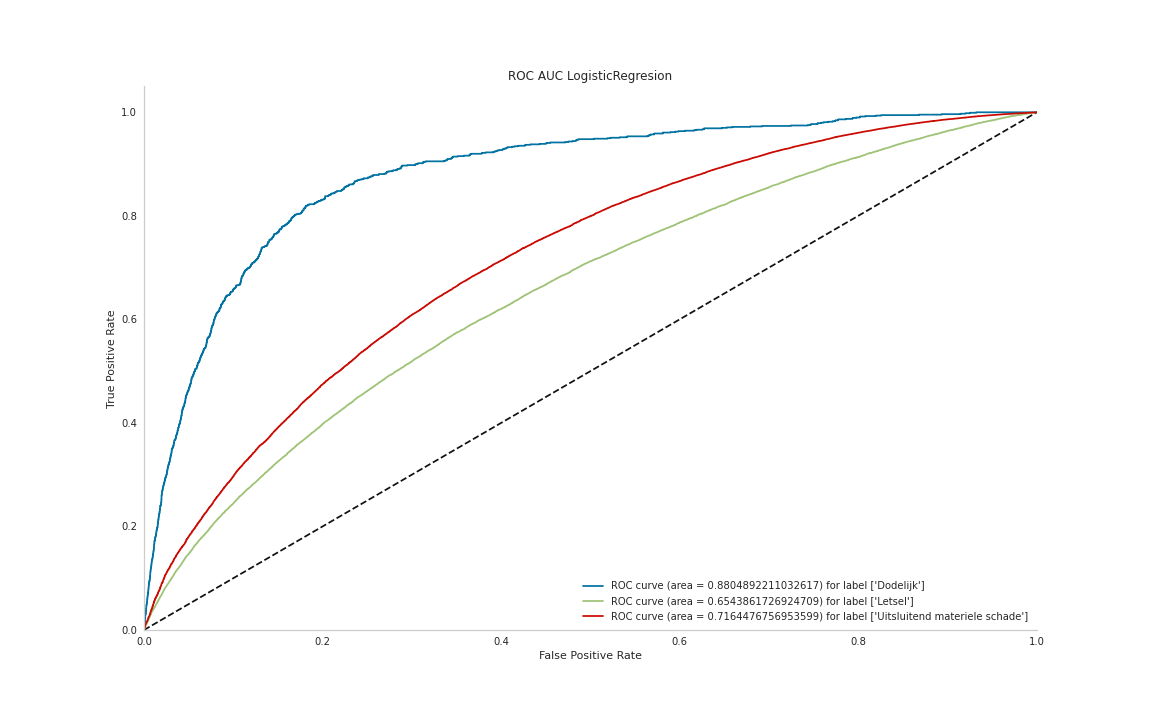 ROC AUC LogisticRegresion
True Positive Rate
1.0
0.8
0.6
0.4
0.2
0.0
0.0 0.2 0.4 0.6 0.8 1.0
False Positive Rate
ROC curve (area = 0.8804892211032617) for label ['Dodelijk']
ROC curve (area = 0.6543861726924709) for label ['Letsel']
ROC curve (area = 0.7164476756953599) for label ['Uitsluitend materiele schade']